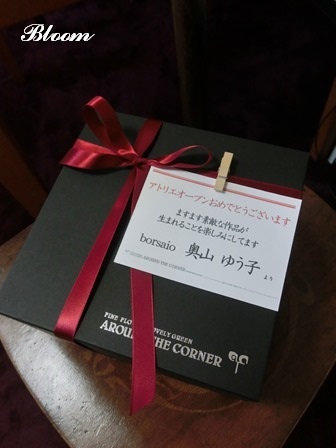 Bloom
アトリエオープンおめでとうございます
ますます素敵な作品が
生まれることを楽しみにしてます
borsaio 奥山 ゆう子 より
AROUND THE CORNER